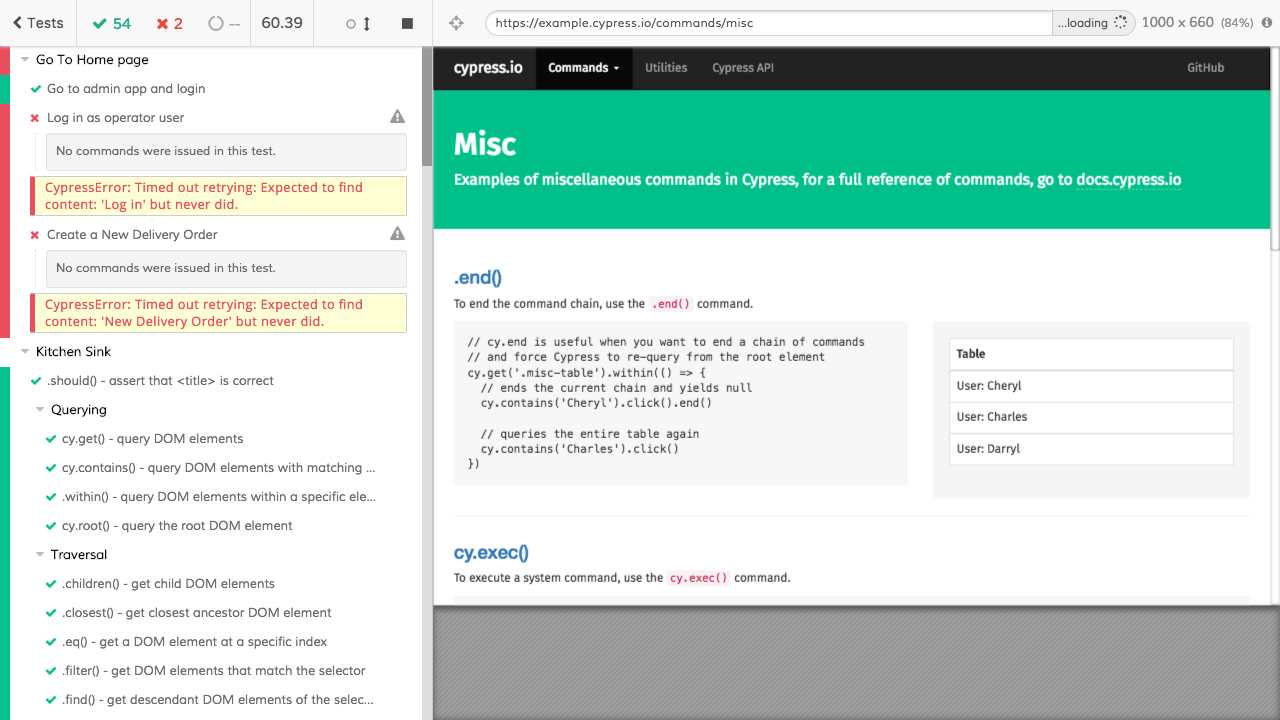 Tests 54 2 -- 60.39
https://example.cypress.io/commands/misc ...loading 1000 x 660 (84%)
Go To Home page
Go to admin app and login
Log in as operator user
No commands were issued in this test.
CypressError: Timed out retrying: Expected to find
content: 'Log in' but never did.
Create a New Delivery Order
No commands were issued in this test.
CypressError: Timed out retrying: Expected to find
content: 'New Delivery Order' but never did.
Kitchen Sink
.should() - assert that <title> is correct
Querying
cy.get() - query DOM elements
cy.contains() - query DOM elements with matching ...
.within() - query DOM elements within a specific ele...
cy.root() - query the root DOM element
Traversal
.children() - get child DOM elements
.closest() - get closest ancestor DOM element
.eq() - get a DOM element at a specific index
.filter() - get DOM elements that match the selector
.find() - get descendant DOM elements of the selec...
cypress.io Commands Utilities Cypress API GitHub
Misc
Examples of miscellaneous commands in Cypress, for a full reference of commands, go to docs.cypress.io
.end()
To end the command chain, use the .end() command.
// cy.end is useful when you want to end a chain of commands
// and force Cypress to re-query from the root element
cy.get('.misc-table').within(() => {
// ends the current chain and yields null
cy.contains('Cheryl').click().end()
// queries the entire table again
cy.contains('Charles').click()
})
Table
User: Cheryl
User: Charles
User: Darryl
cy.exec()
To execute a system command, use the cy.exec() command.